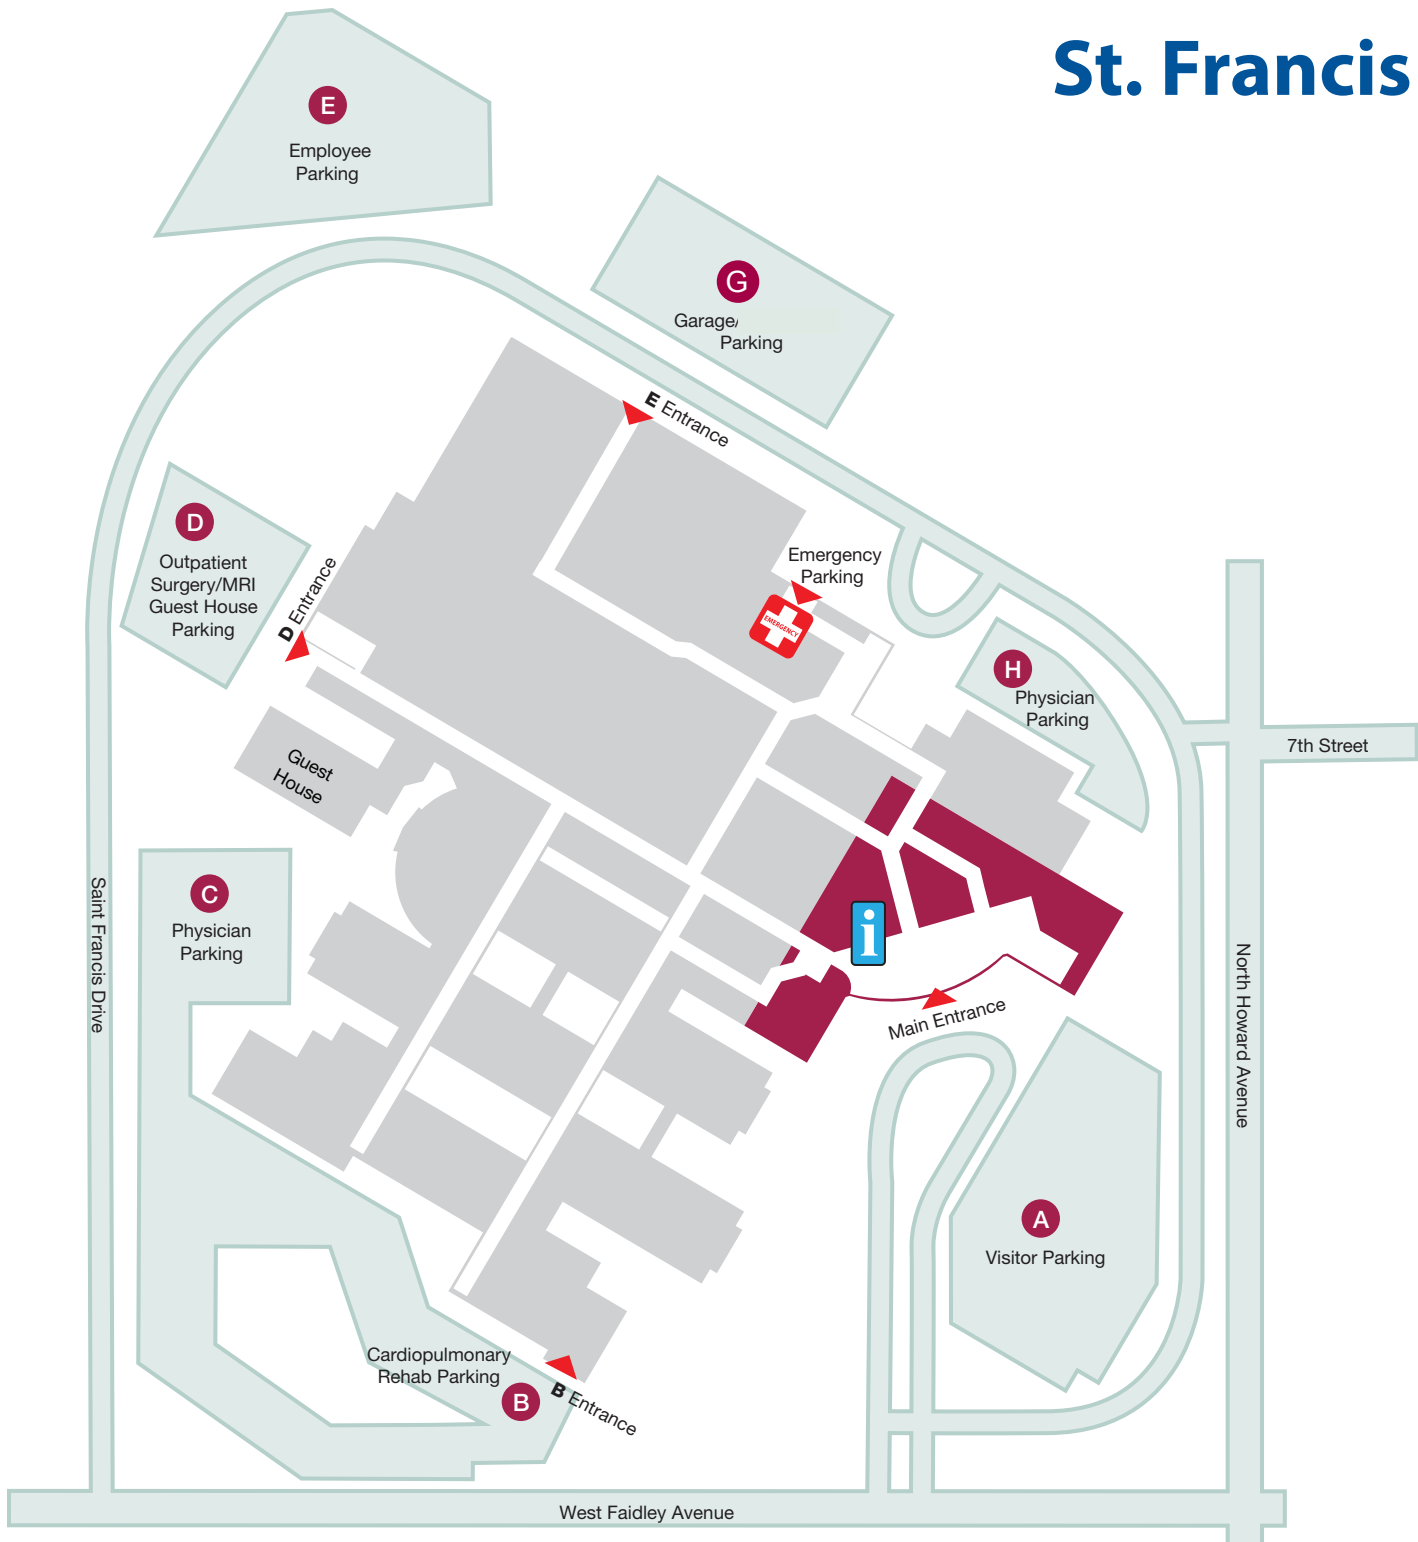 St. Francis
E
Employee
Parking
G
Garage/
Parking
E Entrance
D
Outpatient
Surgery/MRI
Guest House
Parking
D Entrance
Emergency
Parking
EMERGENCY
H
Physician
Parking
7th Street
Guest
House
C
Physician
Parking
i
Main Entrance
Saint Francis Drive
North Howard Avenue
A
Visitor Parking
Cardiopulmonary
Rehab Parking
B
B Entrance
West Faidley Avenue